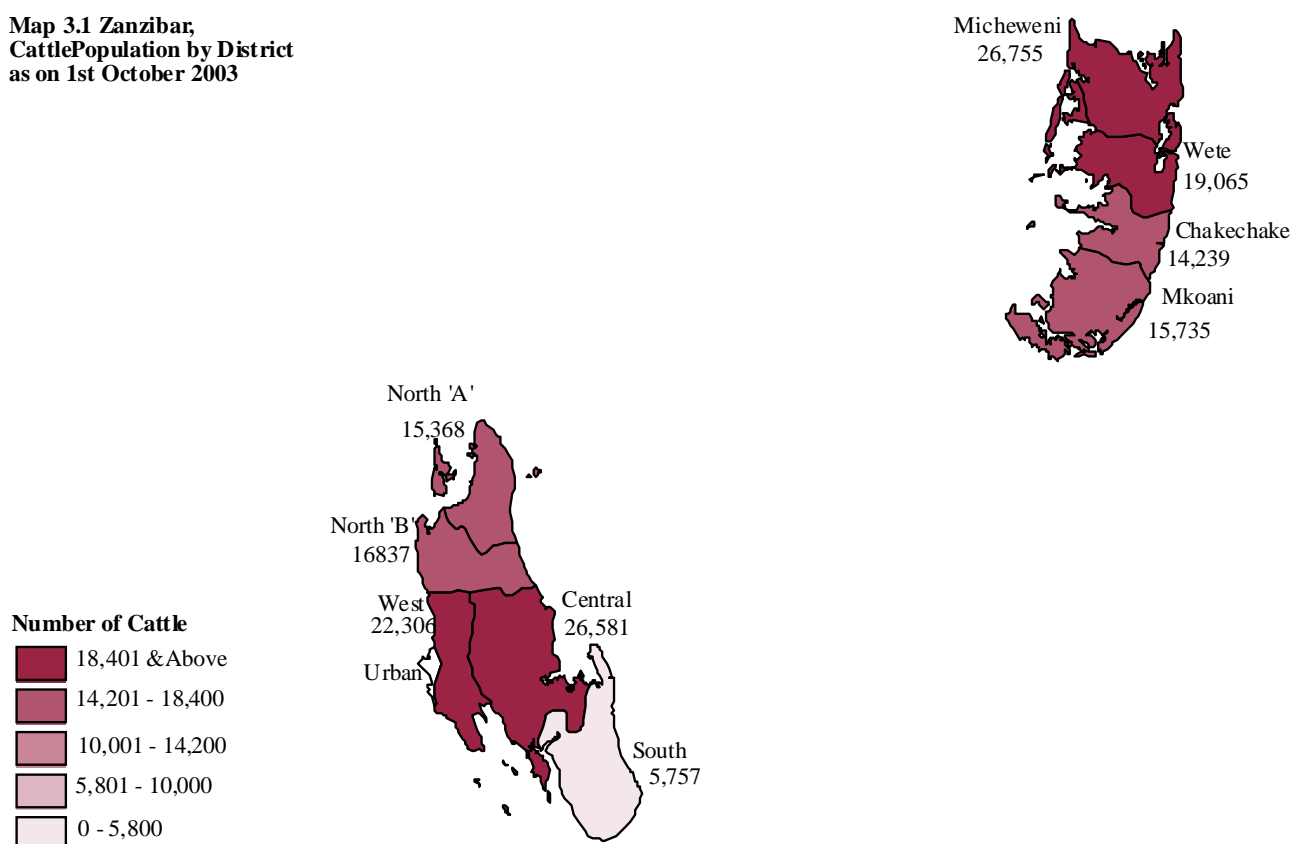 Map 3.1 Zanzibar,
CattlePopulation by District
as on 1st October 2003
Micheweni
26,755
Wete
19,065
Chakechake
14,239
Mkoani
15,735
North 'A'
15,368
North 'B'
16837
West
22,306
Central
26,581
Urban
South
5,757
Number of Cattle
18,401 &Above
14,201 - 18,400
10,001 - 14,200
5,801 - 10,000
0 - 5,800